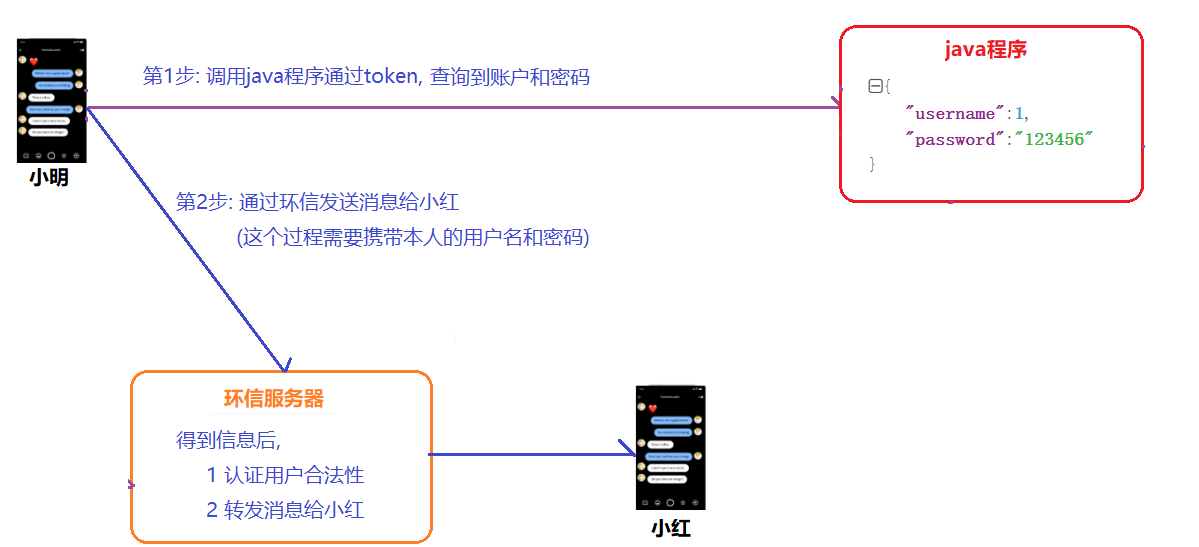 java程序
第1步: 调用java程序通过token, 查询到账户和密码
{
"username":1,
"password":"123456"
}
小明
第2步: 通过环信发送消息给小红
(这个过程需要携带本人的用户名和密码)
环信服务器
得到信息后,
1 认证用户合法性
2 转发消息给小红
小红